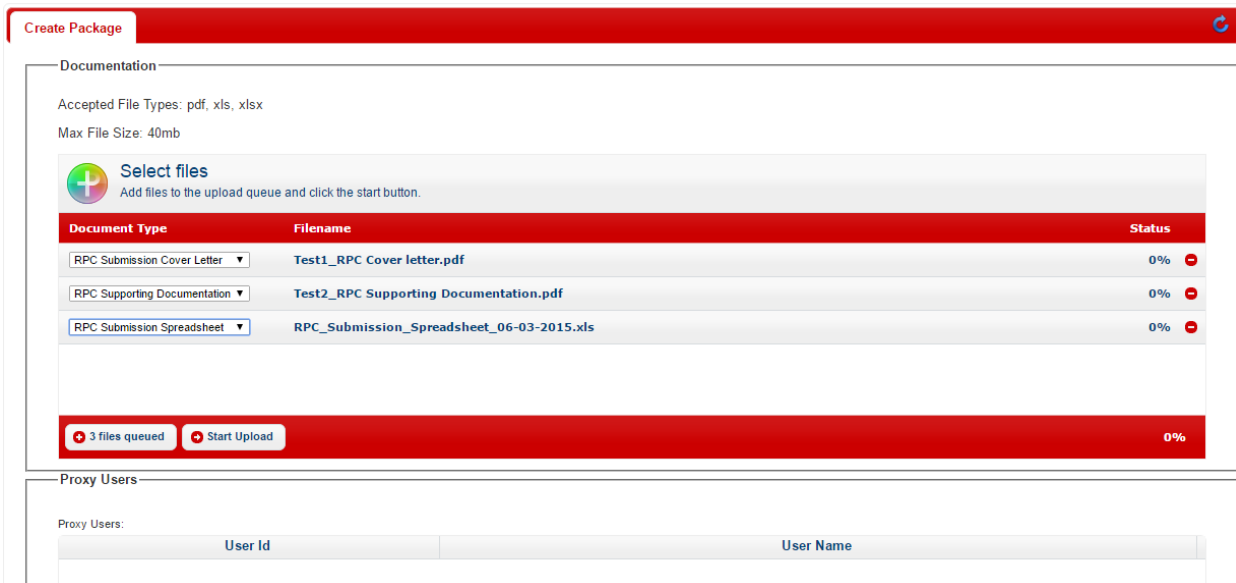 Create Package
Documentation
Accepted File Types: pdf, xls, xlsx
Max File Size: 40mb
Select files
Add files to the upload queue and click the start button.
Document Type Filename Status
RPC Submission Cover Letter Test1_RPC Cover letter.pdf 0%
RPC Supporting Documentation Test2_RPC Supporting Documentation.pdf 0%
RPC Submission Spreadsheet RPC_Submission_Spreadsheet_06-03-2015.xls 0%
3 files queued Start Upload 0%
Proxy Users
Proxy Users:
User Id User Name